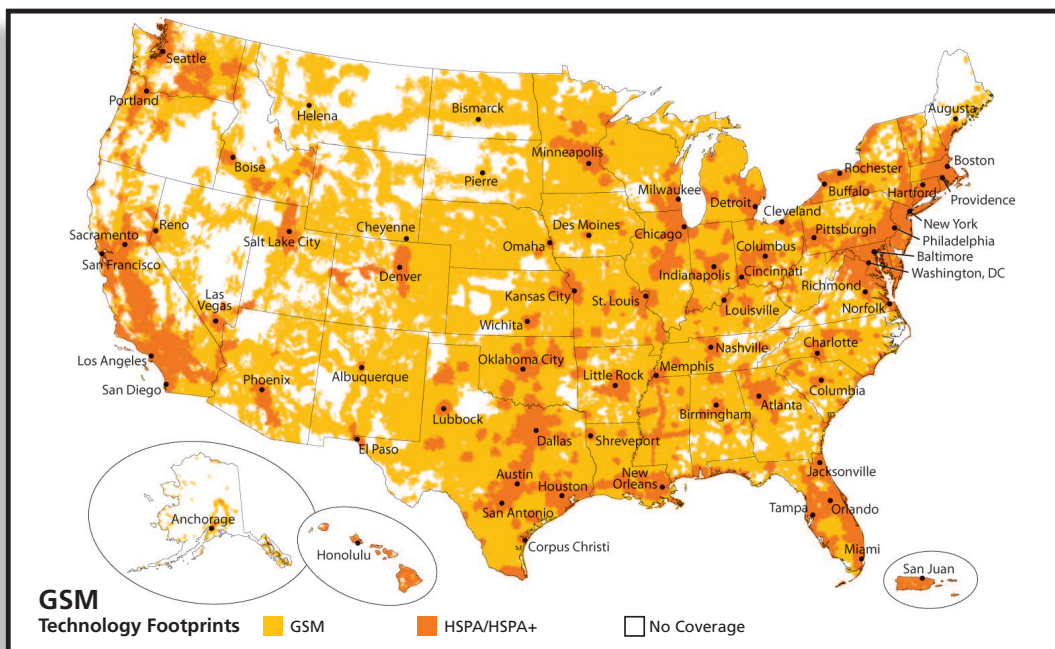 Seattle
Portland
Helena
Bismarck
Augusta
Boise
Pierre
Minneapolis
Milwaukee
Detroit
Rochester
Buffalo
Boston
Hartford
Providence
Reno
Sacramento
San Francisco
Salt Lake City
Cheyenne
Denver
Omaha
Des Moines
Chicago
Cleveland
Pittsburgh
New York
Philadelphia
Baltimore
Washington, DC
Columbus
Indianapolis
Cincinnati
Richmond
Norfolk
Las
Vegas
Kansas City
St. Louis
Louisville
Wichita
Los Angeles
San Diego
Phoenix
Albuquerque
Oklahoma City
Little Rock
Memphis
Nashville
Charlotte
Columbia
Lubbock
Birmingham
Atlanta
El Paso
Dallas
Shreveport
Austin
Houston
New
Orleans
San Antonio
Jacksonville
Tampa
Orlando
Anchorage
Honolulu
Corpus Christi
Miami
San Juan
GSM
Technology Footprints
GSM
HSPA/HSPA+
No Coverage